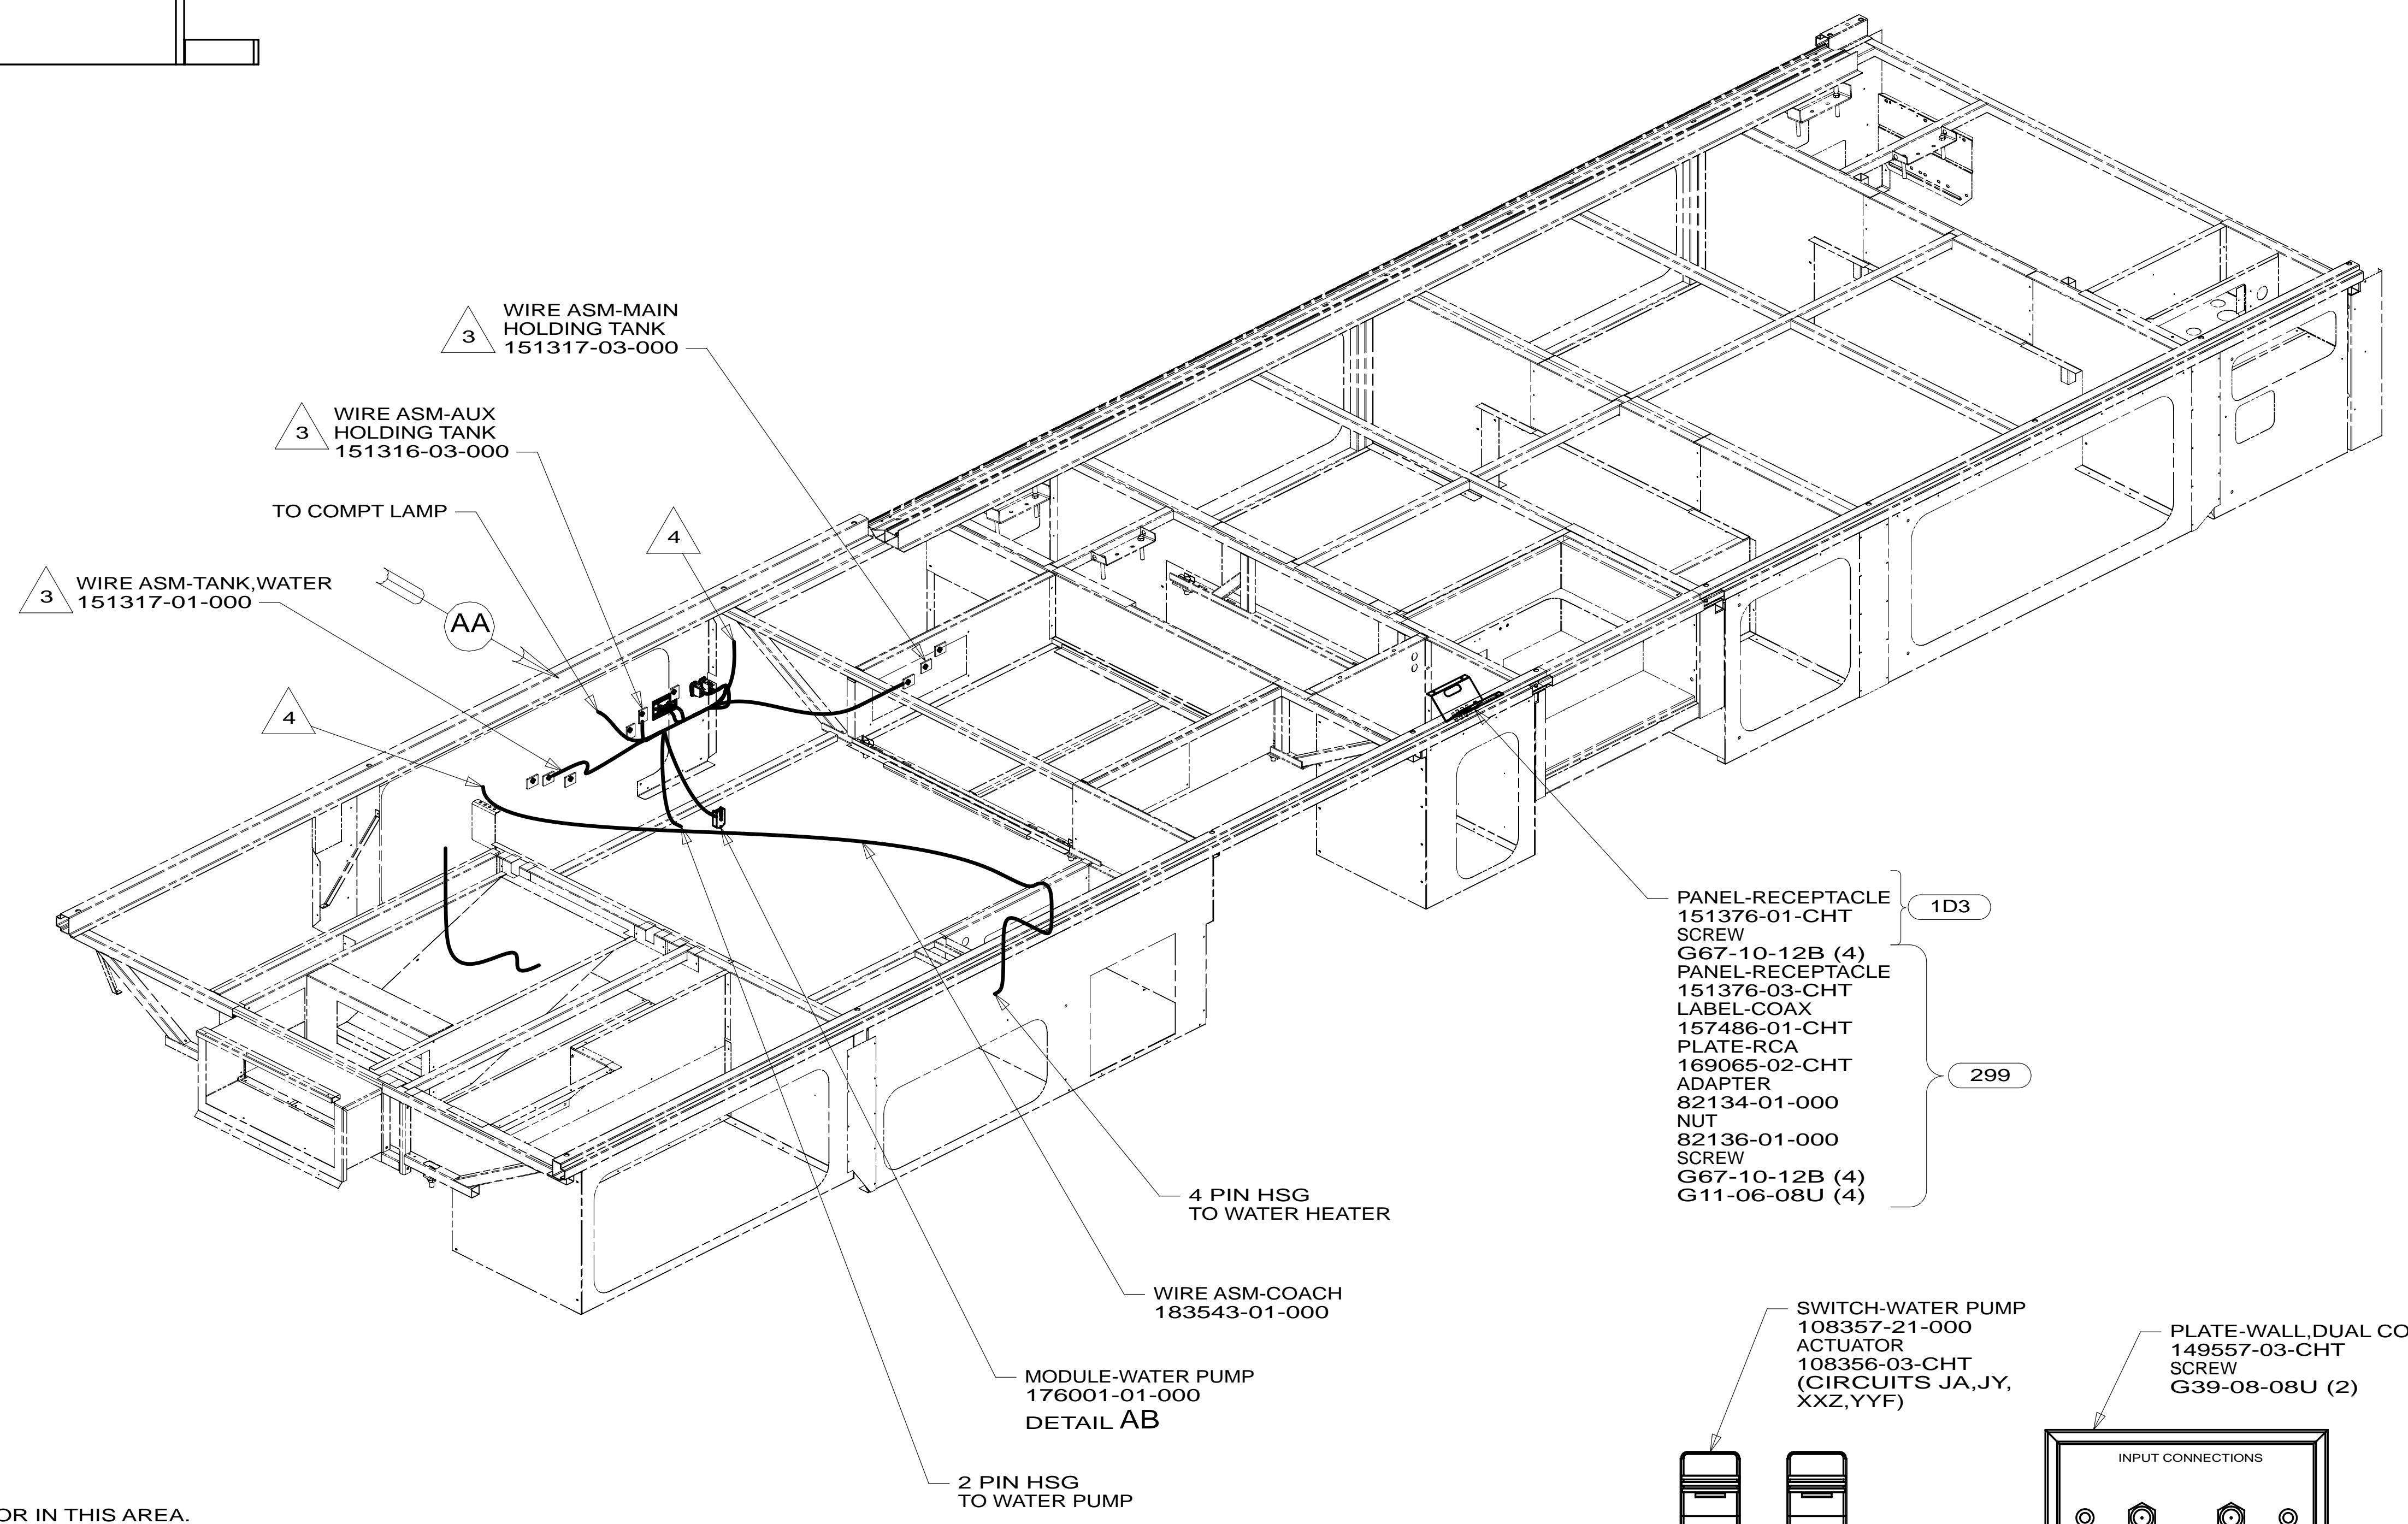 WIRE ASM-MAIN
HOLDING TANK
151317-03-000
3
WIRE ASM-AUX
HOLDING TANK
151316-03-000
3
TO COMPT LAMP
4
WIRE ASM-TANK,WATER
151317-01-000
3
AA
4
PANEL-RECEPTACLE
151376-01-CHT
SCREW
G67-10-12B (4)
1D3
PANEL-RECEPTACLE
151376-03-CHT
LABEL-COAX
157486-01-CHT
PLATE-RCA
169065-02-CHT
ADAPTER
82134-01-000
NUT
82136-01-000
SCREW
G67-10-12B (4)
G11-06-08U (4)
299
4 PIN HSG
TO WATER HEATER
WIRE ASM-COACH
183543-01-000
MODULE-WATER PUMP
176001-01-000
DETAIL AB
2 PIN HSG
TO WATER PUMP
SWITCH-WATER PUMP
108357-21-000
ACTUATOR
108356-03-CHT
(CIRCUITS JA,JY,
XXZ,YYF)
PLATE-WALL,DUAL CO
149557-03-CHT
SCREW
G39-08-08U (2)
INPUT CONNECTIONS
OR IN THIS AREA.